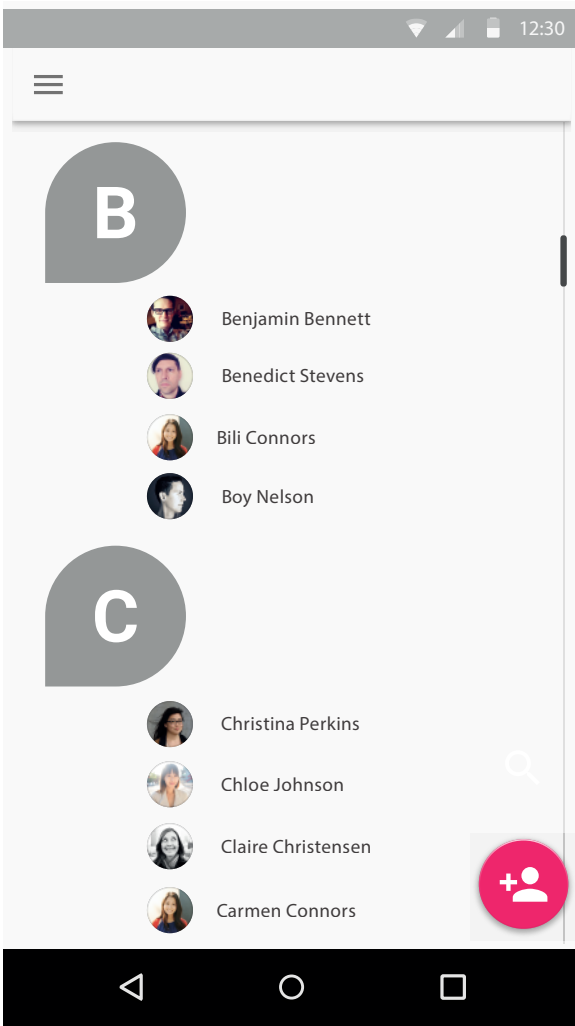 12:30
B
Benjamin Bennett
Benedict Stevens
Bili Connors
Boy Nelson
C
Christina Perkins
Chloe Johnson
Claire Christensen
Carmen Connors